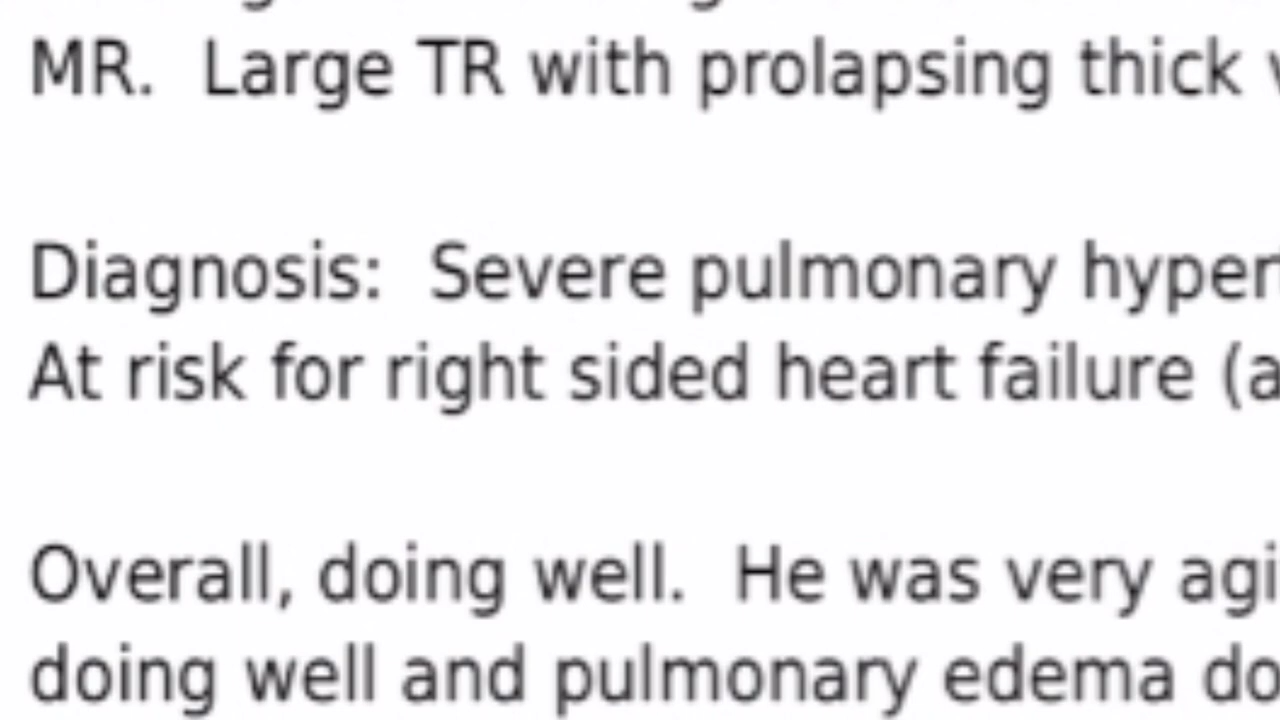 MR.  Large TR with prolapsing thick
Diagnosis:  Severe pulmonary
At risk for right sided heart failure
Overall, doing well.  He was very
doing well and pulmonary edema